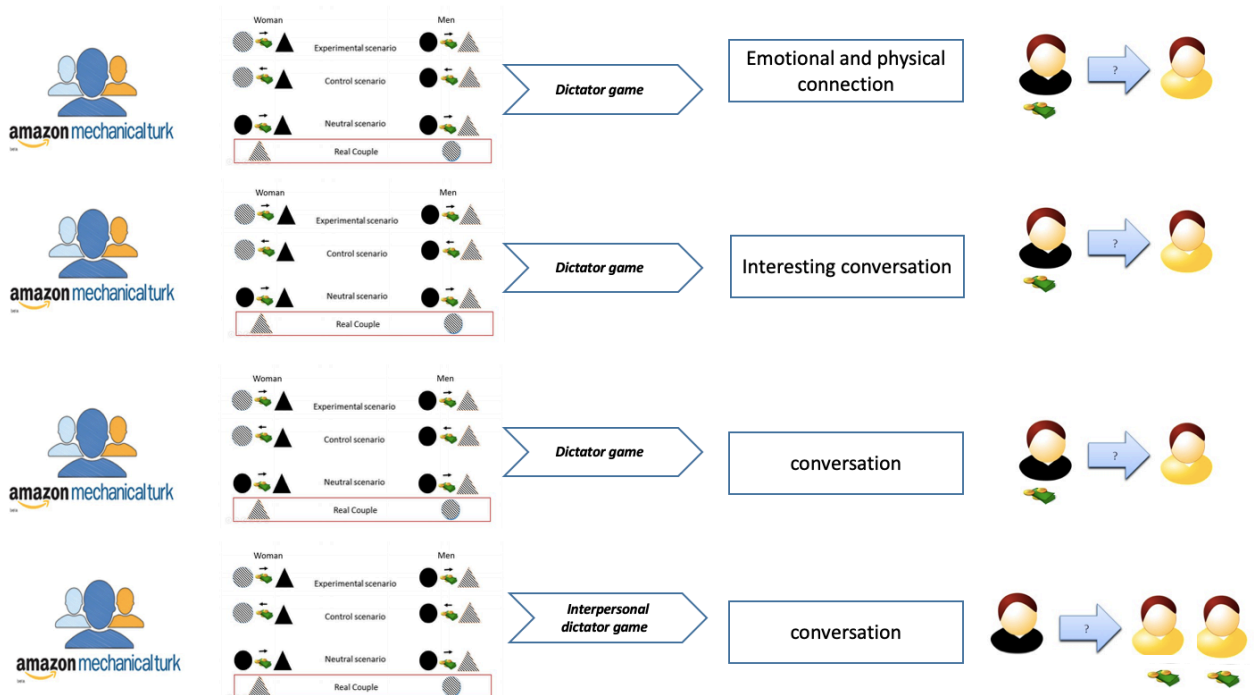 Woman Men
Experimental scenario
Control scenario
Neutral scenario
Real Couple
amazon mechanical turk
Dictator game
Emotional and physical
connection
?
Woman Men
Experimental scenario
Control scenario
Neutral scenario
Real Couple
amazon mechanical turk
Dictator game
Interesting conversation
?
Woman Men
Experimental scenario
Control scenario
Neutral scenario
Real Couple
amazon mechanical turk
Dictator game
conversation
?
Woman Men
Experimental scenario
Control scenario
Neutral scenario
Real Couple
amazon mechanical turk
Interpersonal
dictator game
conversation
?